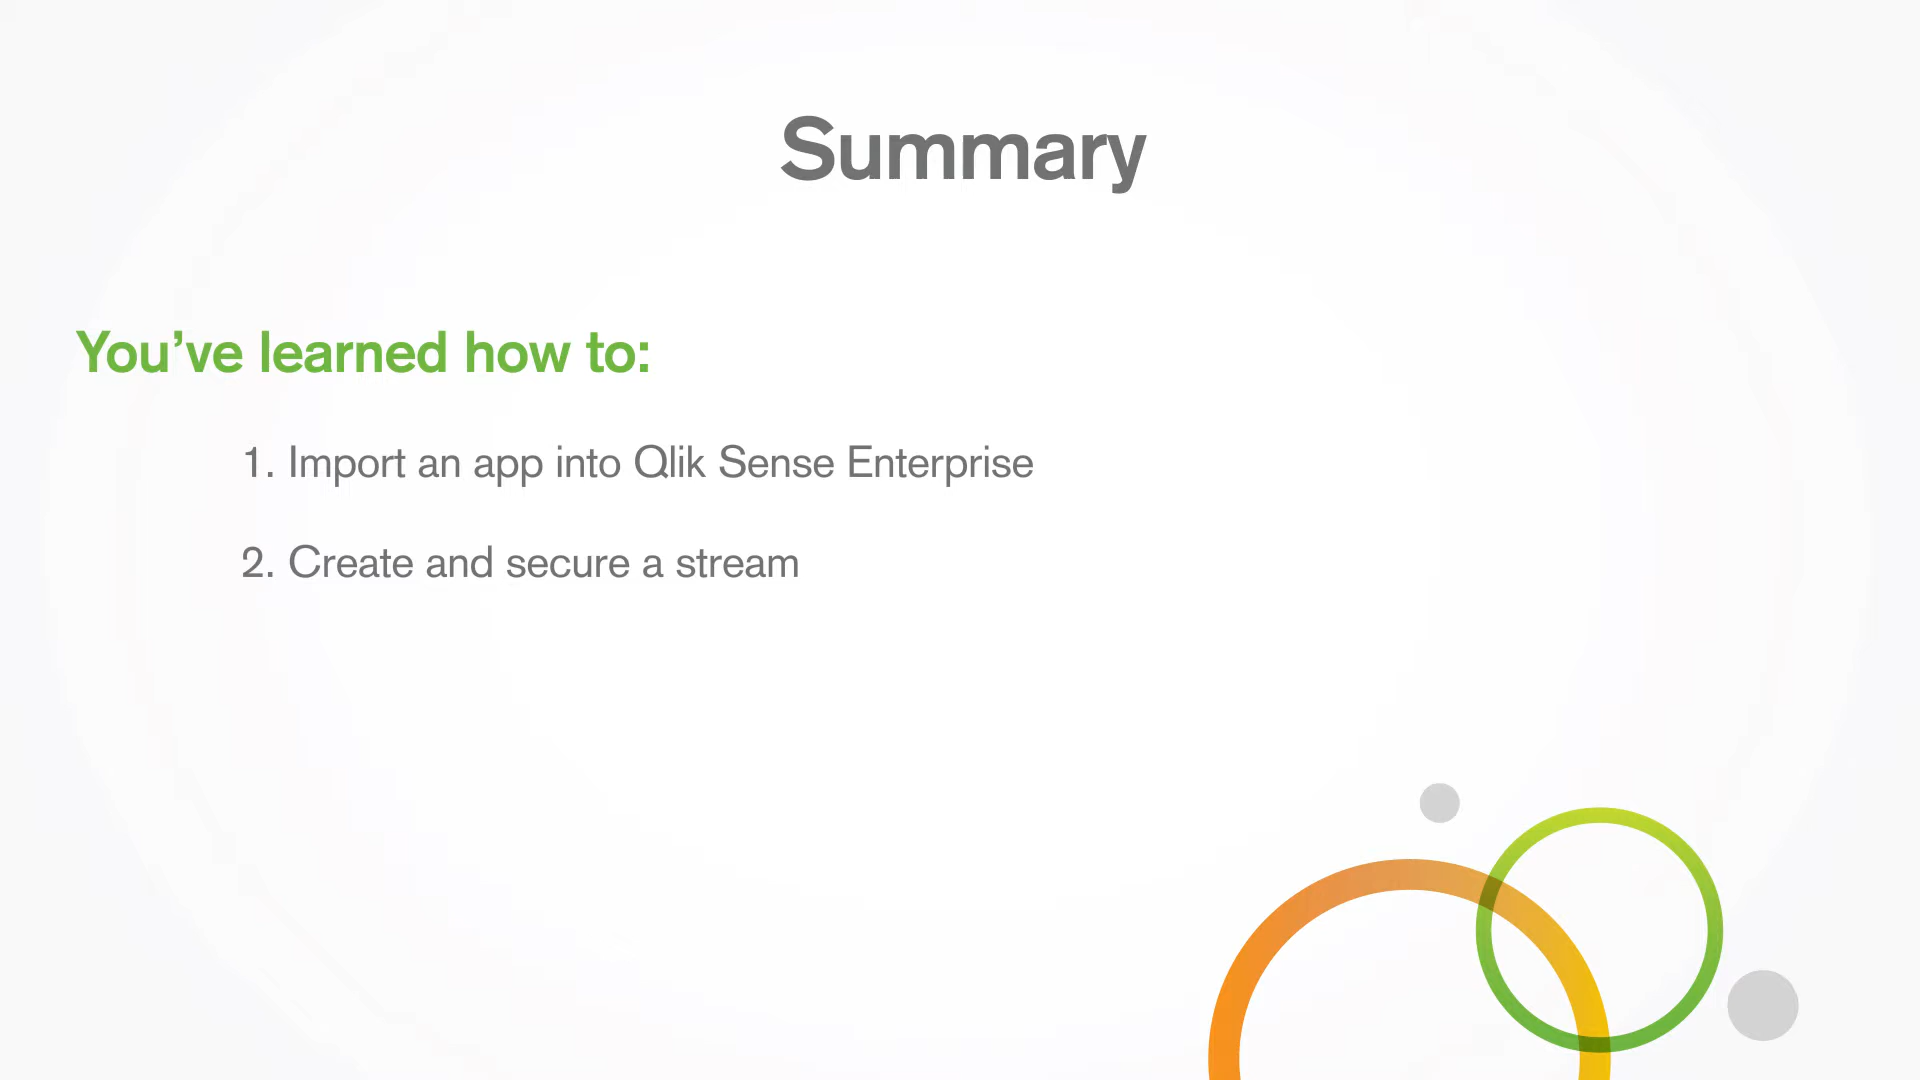 Summary
You’ve learned how to:
1. Import an app into Qlik Sense Enterprise
2. Create and secure a stream